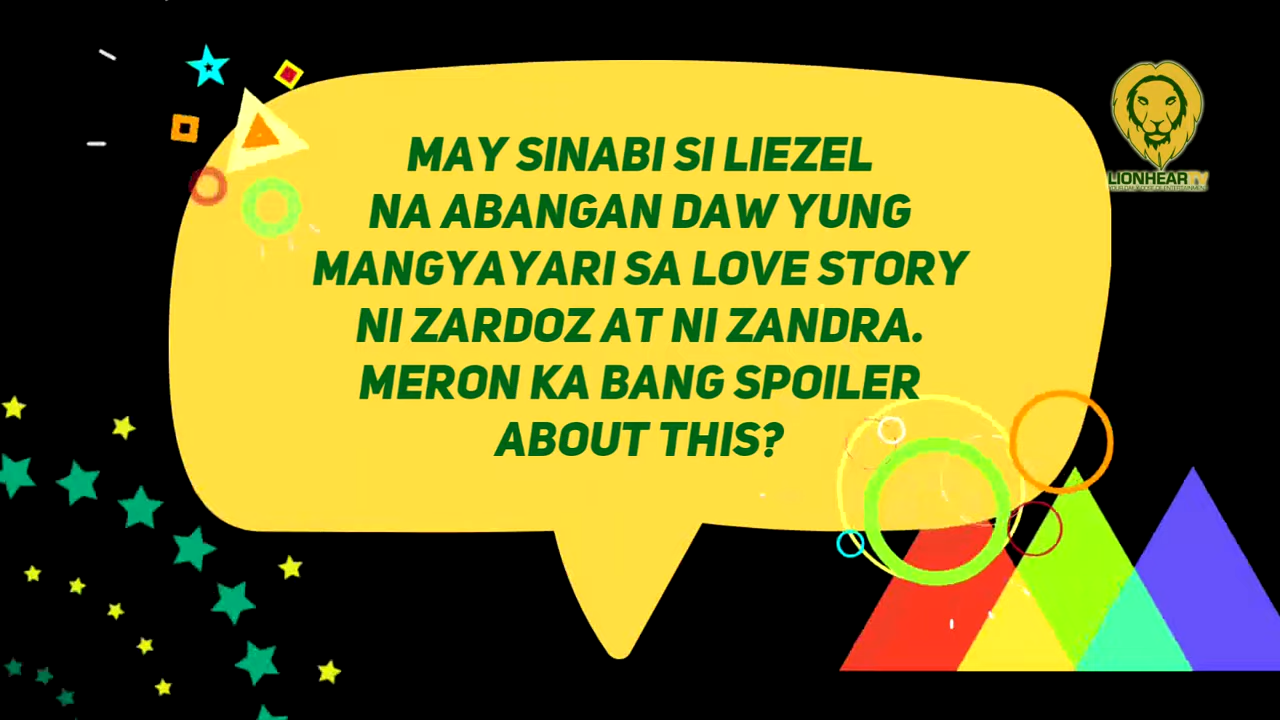 MAY SINABI SI LIEZEL
NA ABANGAN DAW YUNG
MANGYAYARI SA LOVE STORY
NI ZARDOZ AT NI ZANDRA.
MERON KA BANG SPOILER
ABOUT THIS?
LIONHEARTV